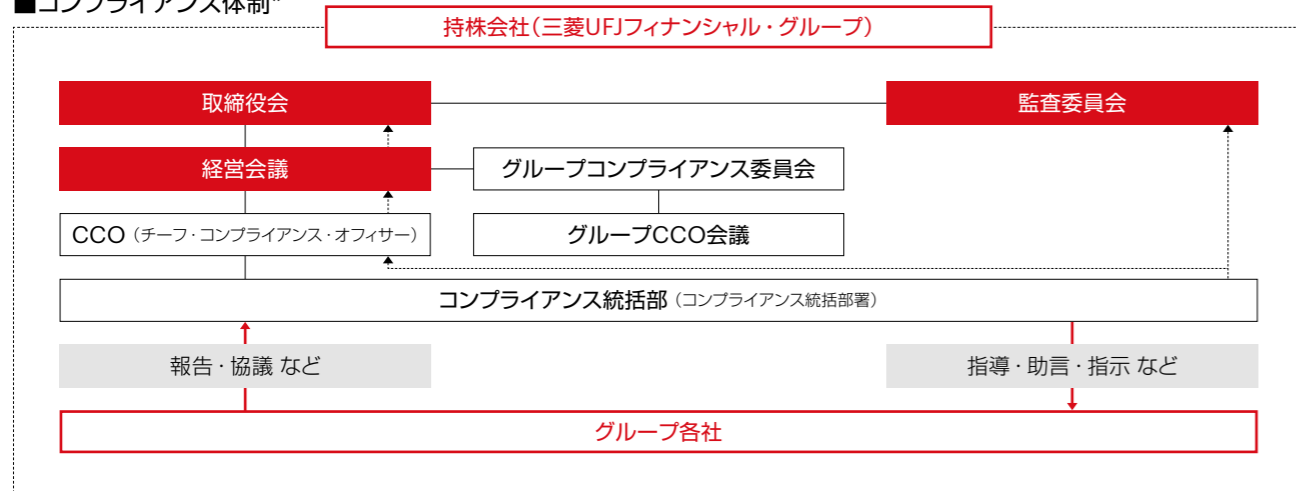 ■コンプライアンス体制*
持株会社（三菱UFJフィナンシャル・グループ）
取締役会
監査委員会
経営会議
グループコンプライアンス委員会
CCO（チーフ・コンプライアンス・オフィサー）
グループCCO会議
コンプライアンス統括部（コンプライアンス統括部署）
報告・協議 など
指導・助言・指示 など
グループ各社